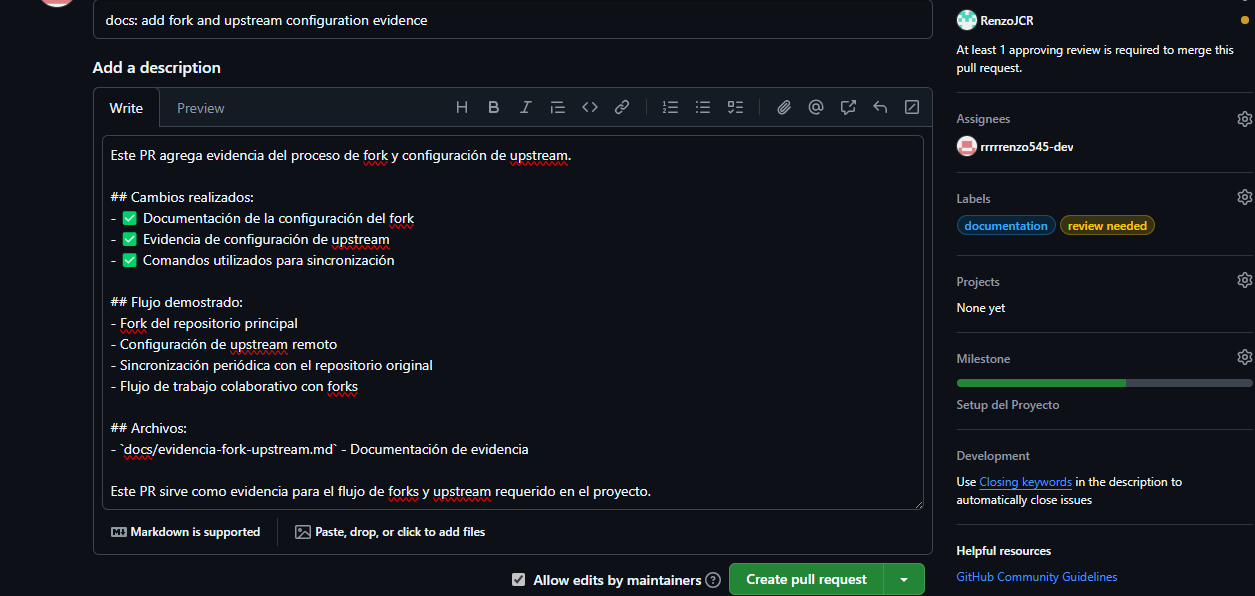 docs: add fork and upstream configuration evidence
Add a description
Write
Preview
Este PR agrega evidencia del proceso de fork y configuración de upstream.
## Cambios realizados:
- ✅ Documentación de la configuración del fork
- ✅ Evidencia de configuración de upstream
- ✅ Comandos utilizados para sincronización
## Flujo demostrado:
- Fork del repositorio principal
- Configuración de upstream remoto
- Sincronización periódica con el repositorio original
- Flujo de trabajo colaborativo con forks
## Archivos:
- `docs/evidencia-fork-upstream.md` - Documentación de evidencia
Este PR sirve como evidencia para el flujo de forks y upstream requerido en el proyecto.
Markdown is supported
Paste, drop, or click to add files
Allow edits by maintainers
Create pull request
RenzoJCR
At least 1 approving review is required to merge this
pull request.
Assignees
rrrrrenzo545-dev
Labels
documentation
review needed
Projects
None yet
Milestone
Setup del Proyecto
Development
Use Closing keywords in the description to
automatically close issues
Helpful resources
GitHub Community Guidelines